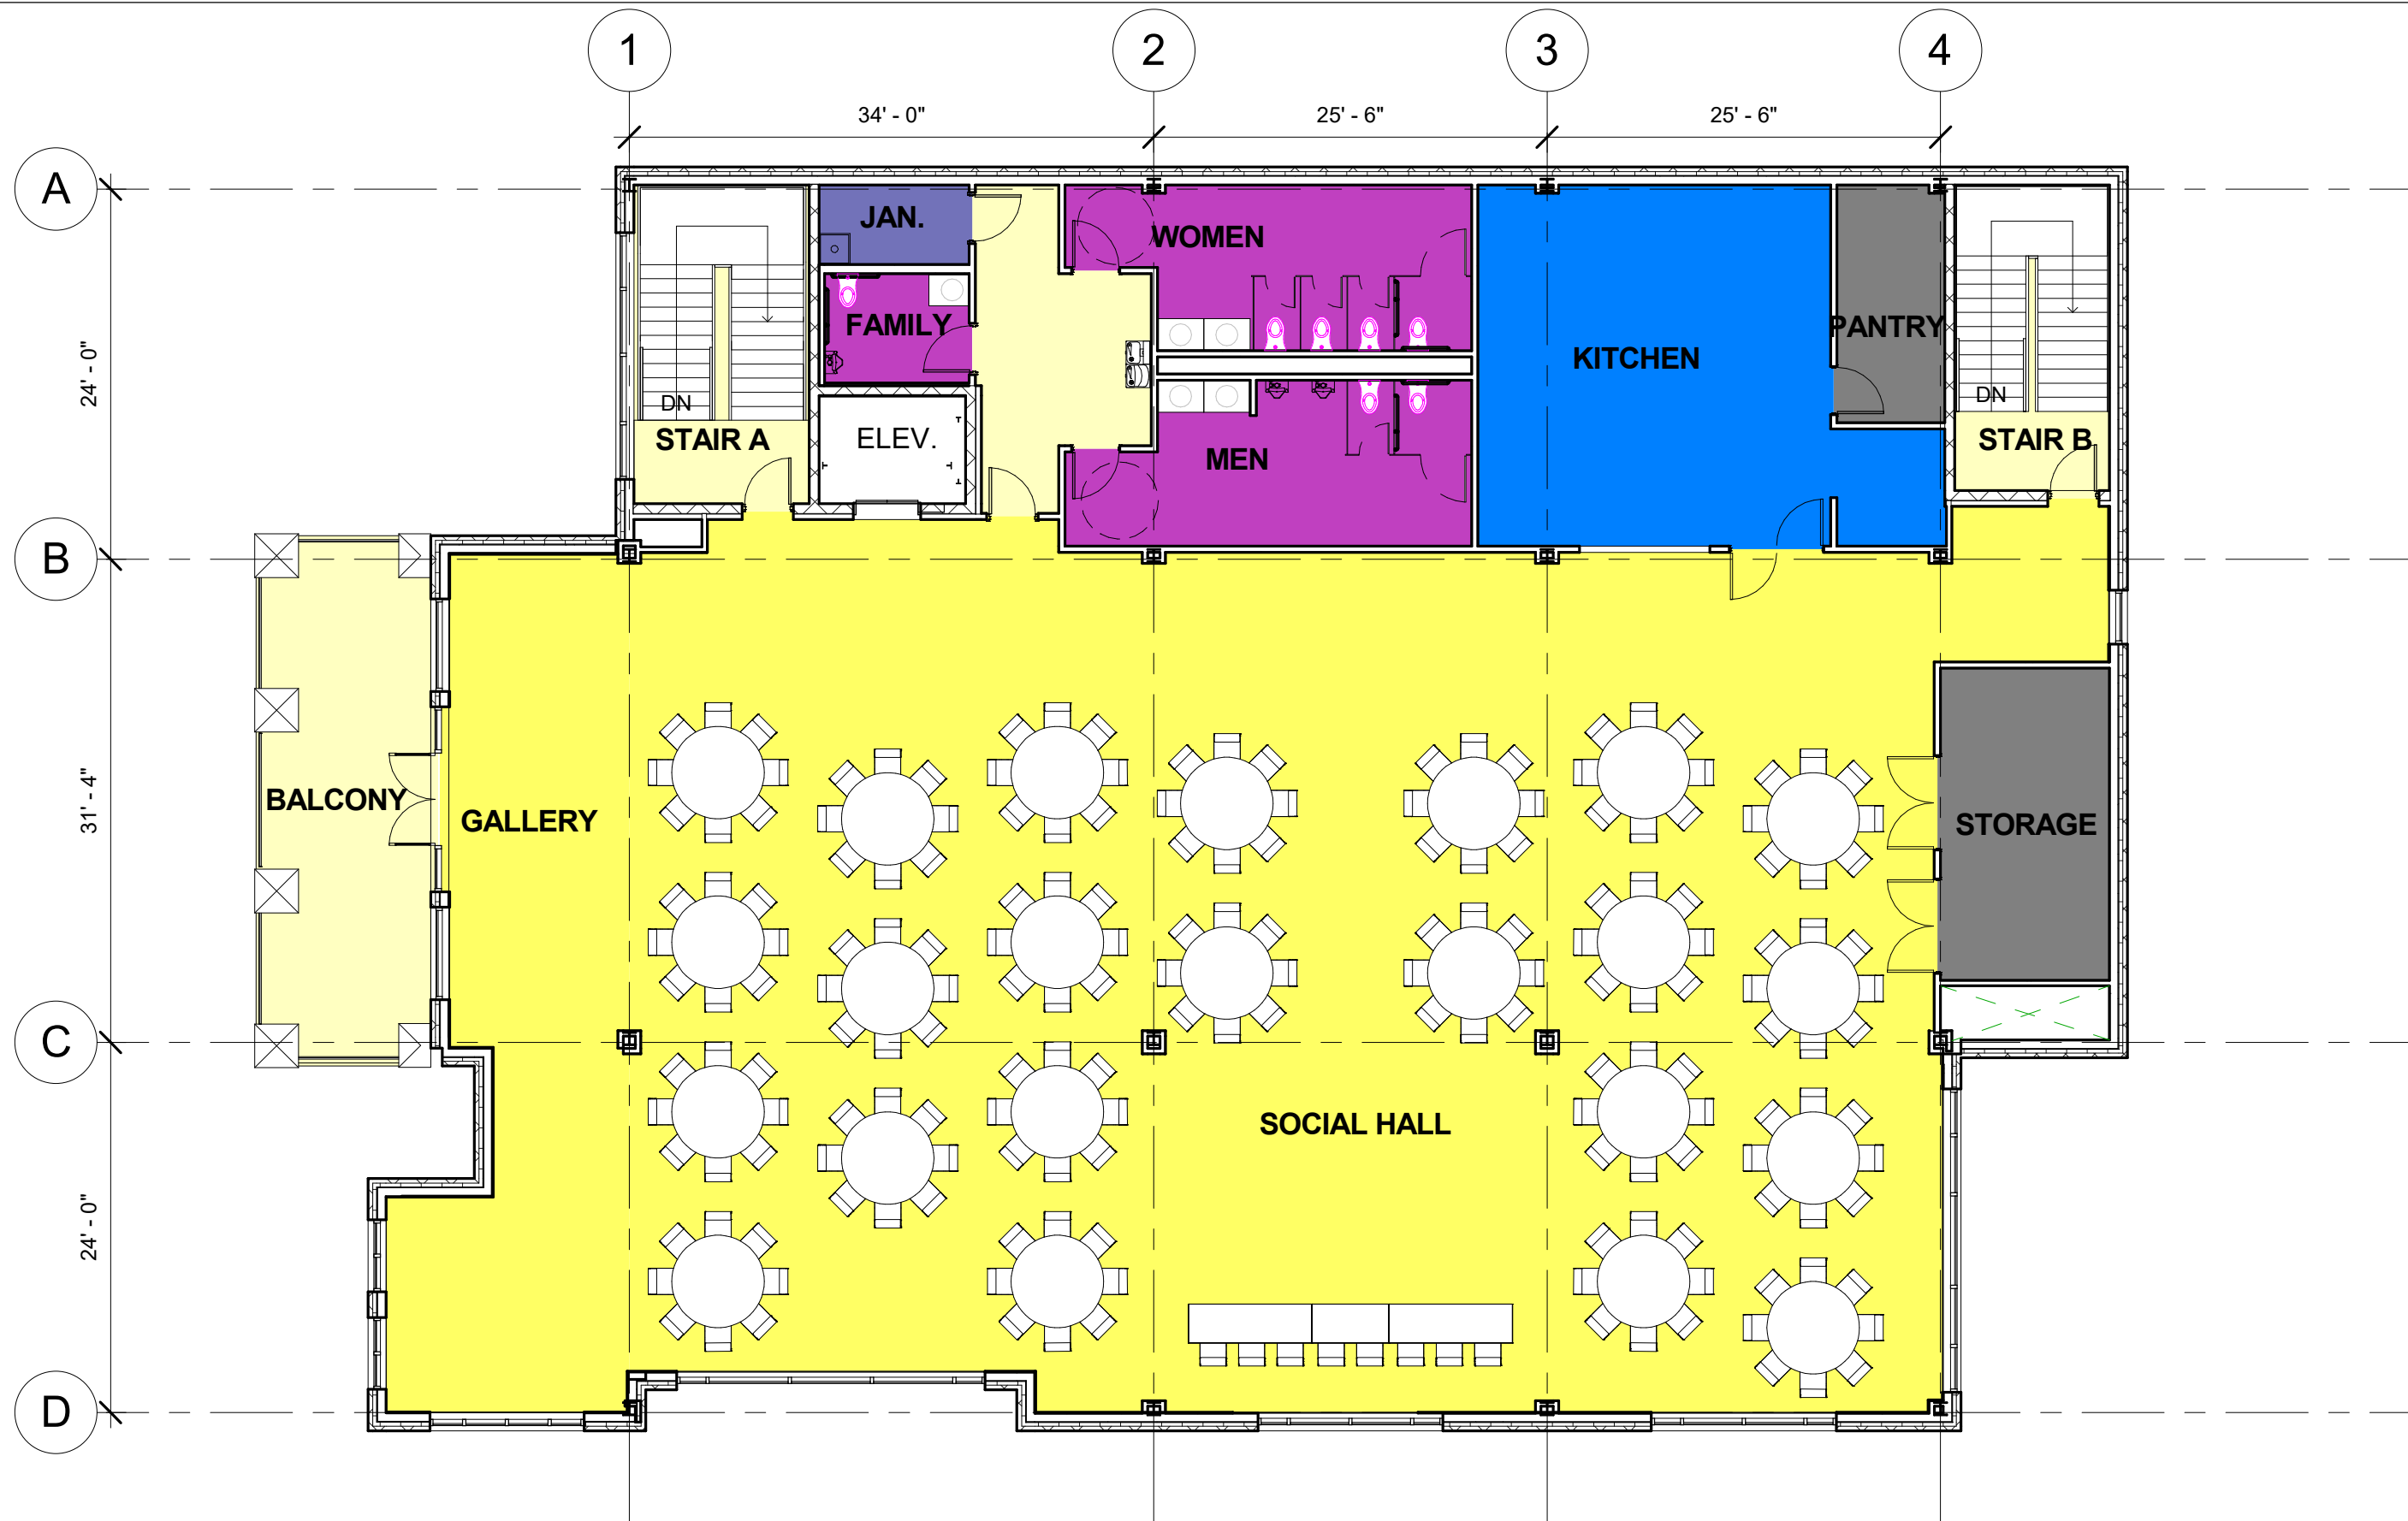 1
2
3
4
34' - 0"
25' - 6"
25' - 6"
A
JAN.
WOMEN
FAMILY
PANTRY
24' - 0"
KITCHEN
DN
DN
STAIR A
ELEV.
STAIR B
MEN
B
31' - 4"
BALCONY
GALLERY
STORAGE
C
SOCIAL HALL
24' - 0"
D